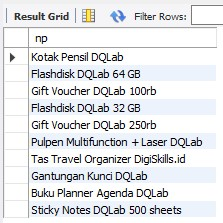 Result Grid Filter Rows:
np
Kotak Pensil DQLab
Flashdisk DQLab 64 GB
Gift Voucher DQLab 100rb
Flashdisk DQLab 32 GB
Gift Voucher DQLab 250rb
Pulpen Multifunction + Laser DQLab
Tas Travel Organizer DigiSkills.id
Gantungan Kunci DQLab
Buku Planner Agenda DQLab
Sticky Notes DQLab 500 sheets